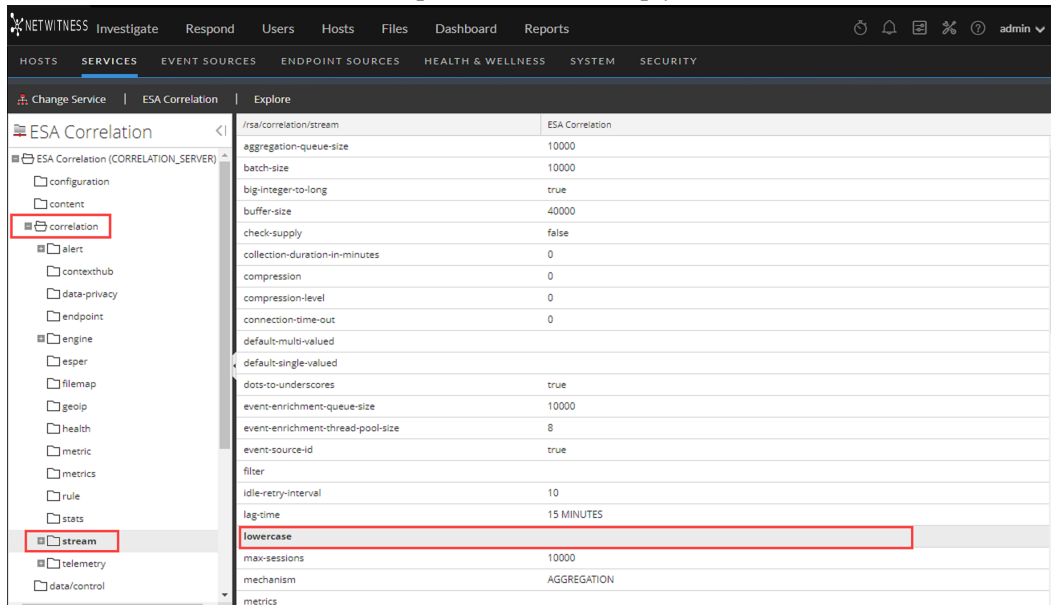 NETWITNESS Investigate Respond Users Hosts Files Dashboard Reports admin
HOSTS SERVICES EVENT SOURCES ENDPOINT SOURCES HEALTH & WELLNESS SYSTEM SECURITY
Change Service | ESA Correlation | Explore
ESA Correlation
ESA Correlation (CORRELATION_SERVER)
configuration
content
correlation
alert
contexthub
data-privacy
endpoint
engine
esper
filemap
geoip
health
metric
metrics
rule
stats
stream
telemetry
data/control
/rsa/correlation/stream ESA Correlation
aggregation-queue-size 10000
batch-size 10000
big-integer-to-long true
buffer-size 40000
check-supply false
collection-duration-in-minutes 0
compression 0
compression-level 0
connection-time-out 0
default-multi-valued
default-single-valued
dots-to-underscores true
event-enrichment-queue-size 10000
event-enrichment-thread-pool-size 8
event-source-id true
filter
idle-retry-interval 10
lag-time 15 MINUTES
lowercase
max-sessions 10000
mechanism AGGREGATION
metrics